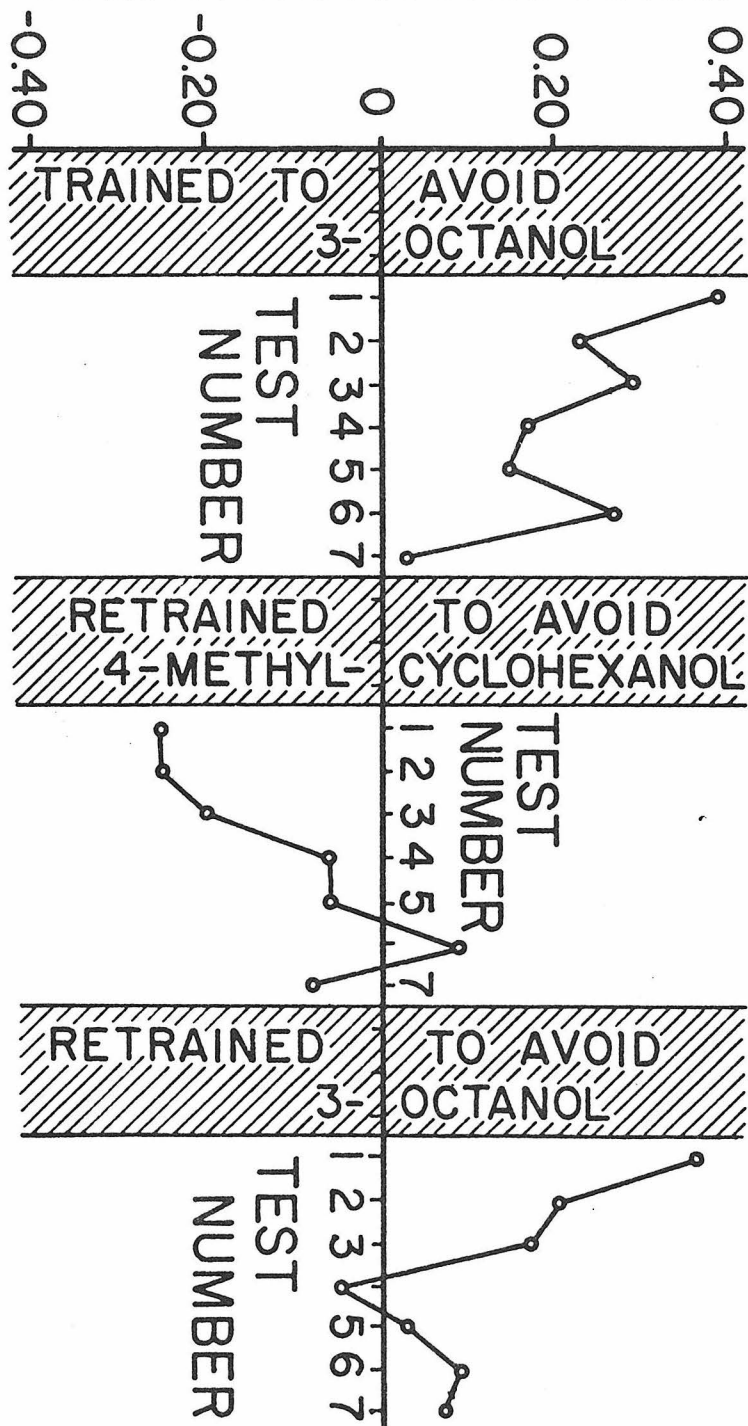 -0.40
-0.20
0
0.20
0.40
TRAINED TO AVOID
3-OCTANOL
1 2 3 4 5 6 7
TEST
NUMBER
RETRAINED TO AVOID
4-METHYL-CYCLOHEXANOL
1 2 3 4 5 7
TEST
NUMBER
RETRAINED TO AVOID
3-OCTANOL
1 2 3 4 5 6 7
TEST
NUMBER